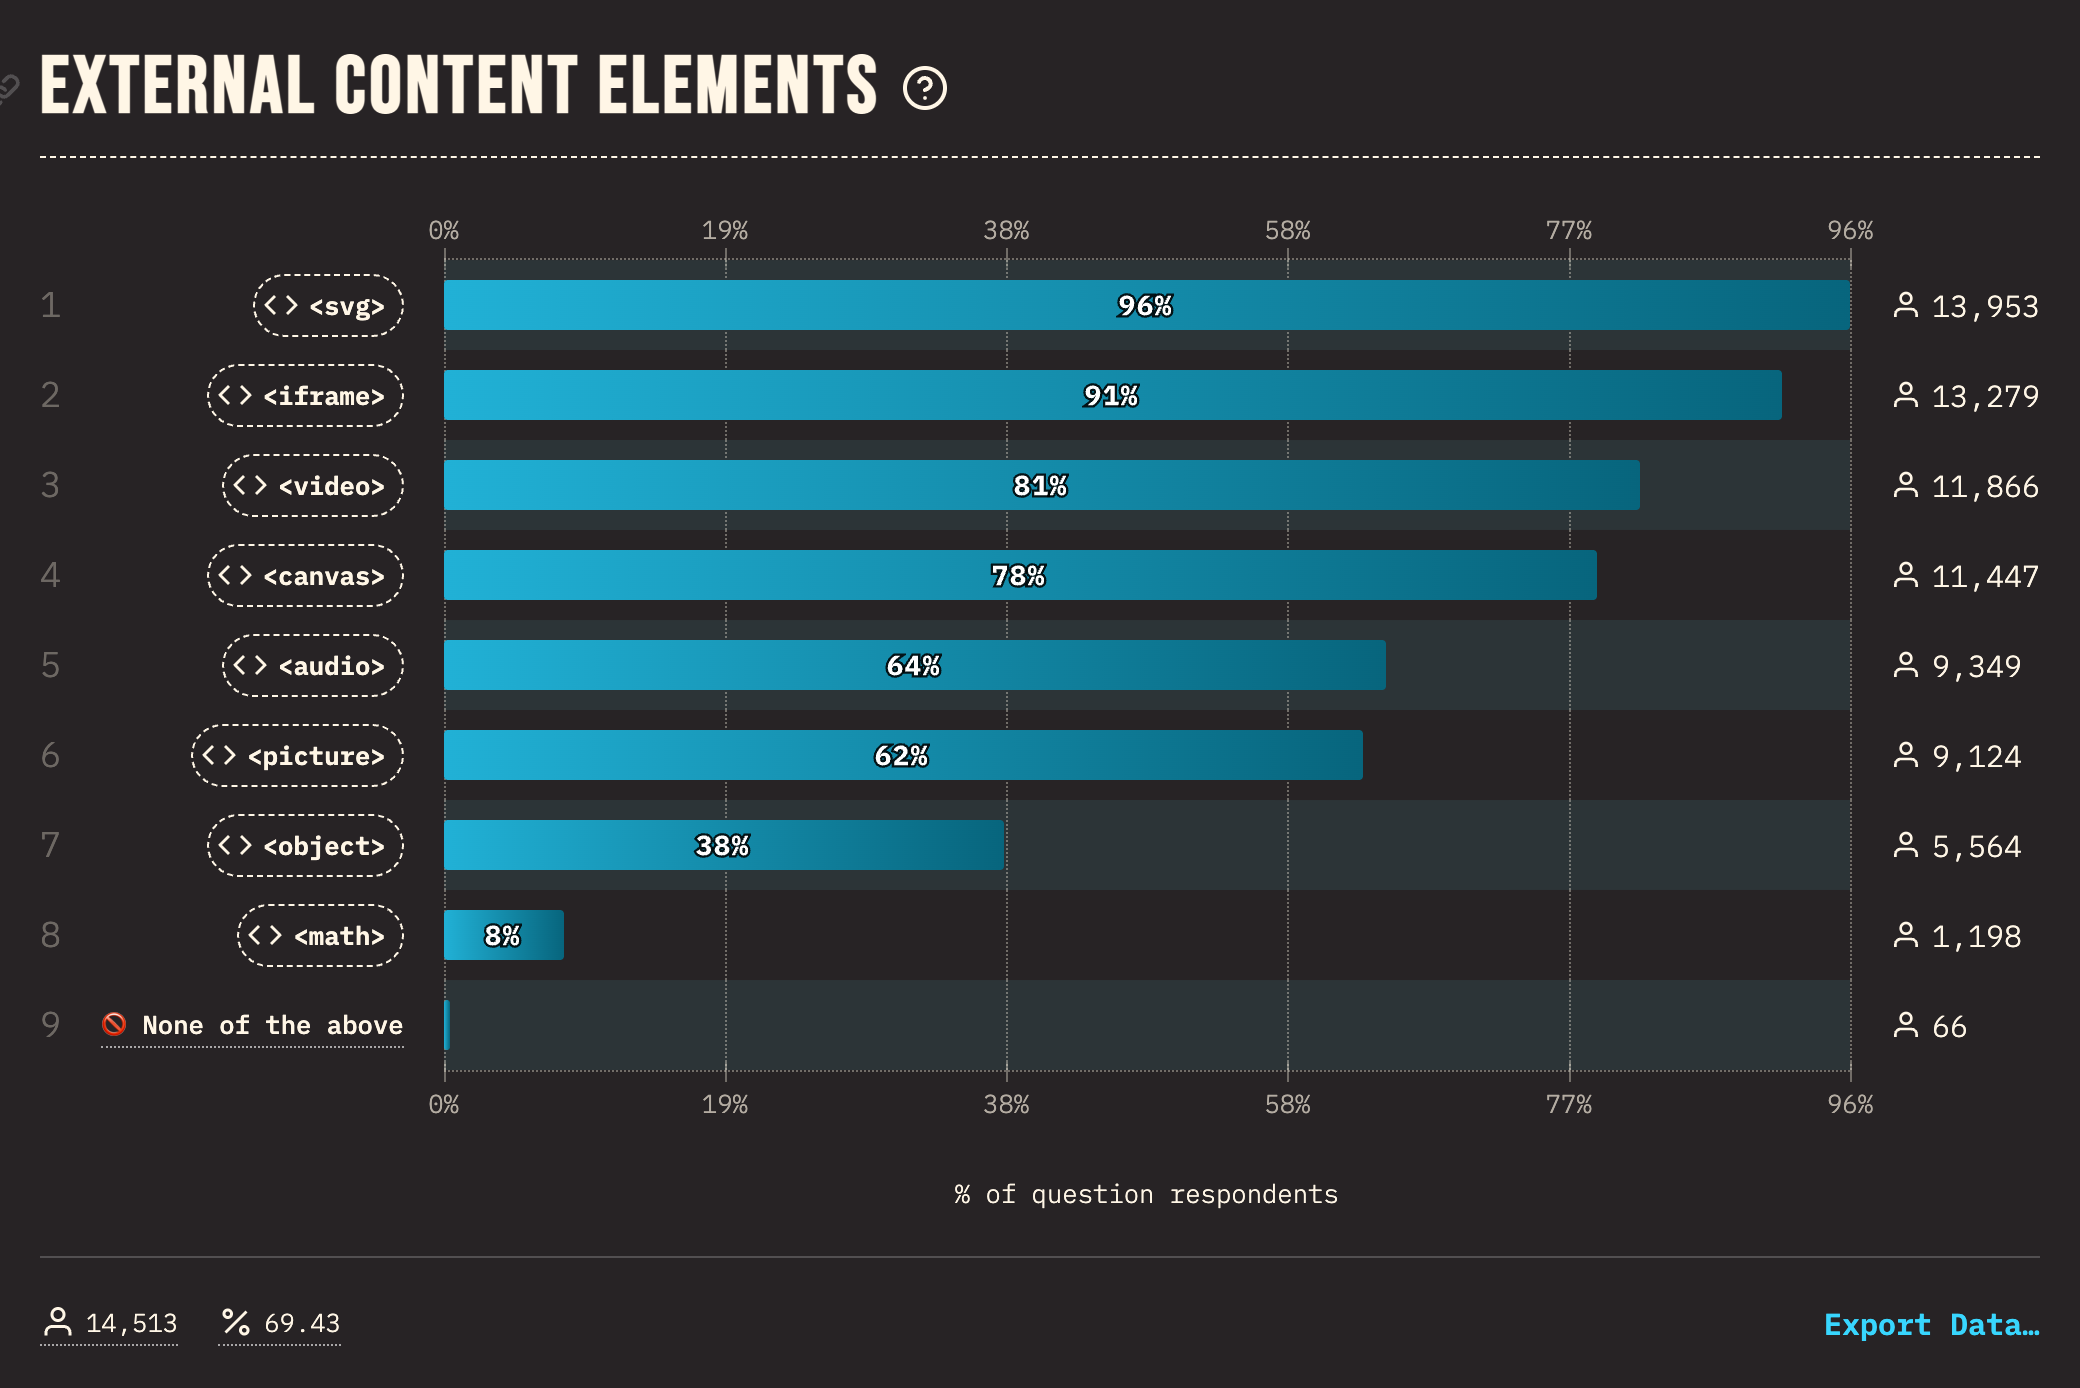 EXTERNAL CONTENT ELEMENTS ?
0% 19% 38% 58% 77% 96%
1 <> <svg> 96% 13,953
2 <> <iframe> 91% 13,279
3 <> <video> 81% 11,866
4 <> <canvas> 78% 11,447
5 <> <audio> 64% 9,349
6 <> <picture> 62% 9,124
7 <> <object> 38% 5,564
8 <> <math> 8% 1,198
9 🚫 None of the above 66
0% 19% 38% 58% 77% 96%
% of question respondents
14,513 % 69.43 Export Data…